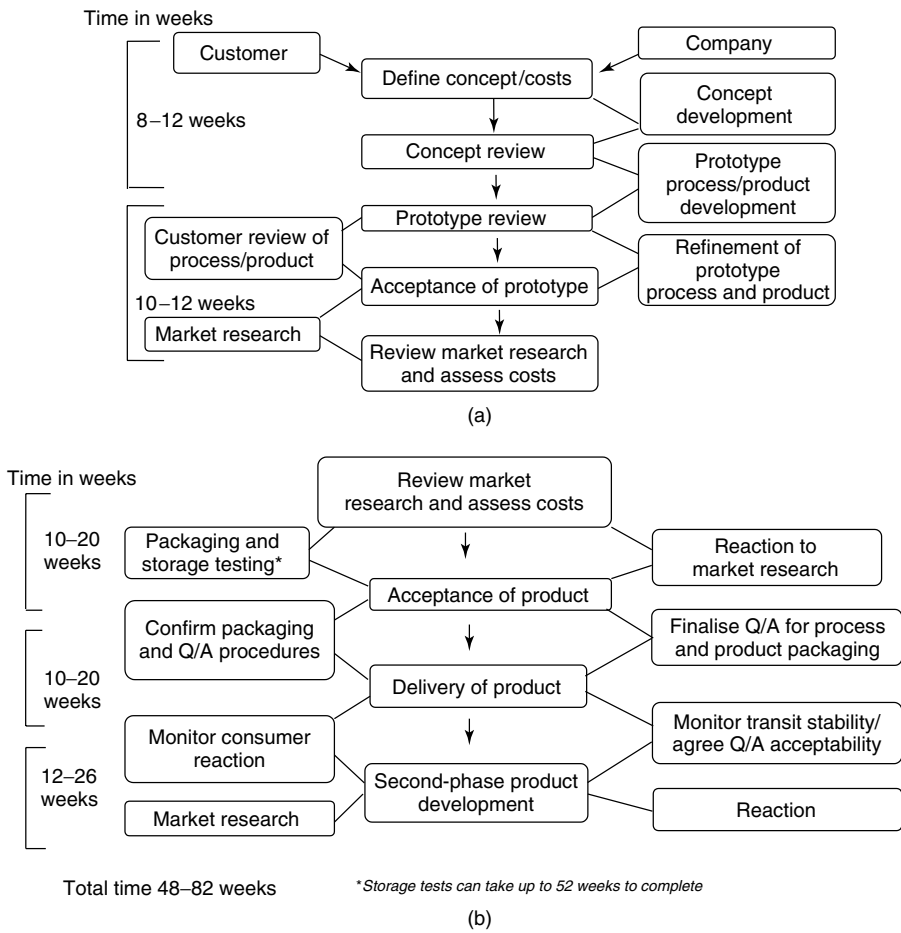 Time in weeks
Customer
Company
Define concept/costs
Concept
development
8–12 weeks
Concept review
Prototype
process/product
development
Prototype review
Customer review of
process/product
Refinement of
prototype
process and product
Acceptance of prototype
10–12 weeks
Market research
Review market research
and assess costs
(a)
Time in weeks
Review market
research and assess costs
10–20
weeks
Packaging and
storage testing*
Reaction to
market research
Acceptance of product
Confirm packaging
and Q/A procedures
Finalise Q/A for process
and product packaging
10–20
weeks
Delivery of product
Monitor consumer
reaction
Monitor transit stability/
agree Q/A acceptability
12–26
weeks
Second-phase product
development
Market research
Reaction
Total time 48–82 weeks
*Storage tests can take up to 52 weeks to complete
(b)